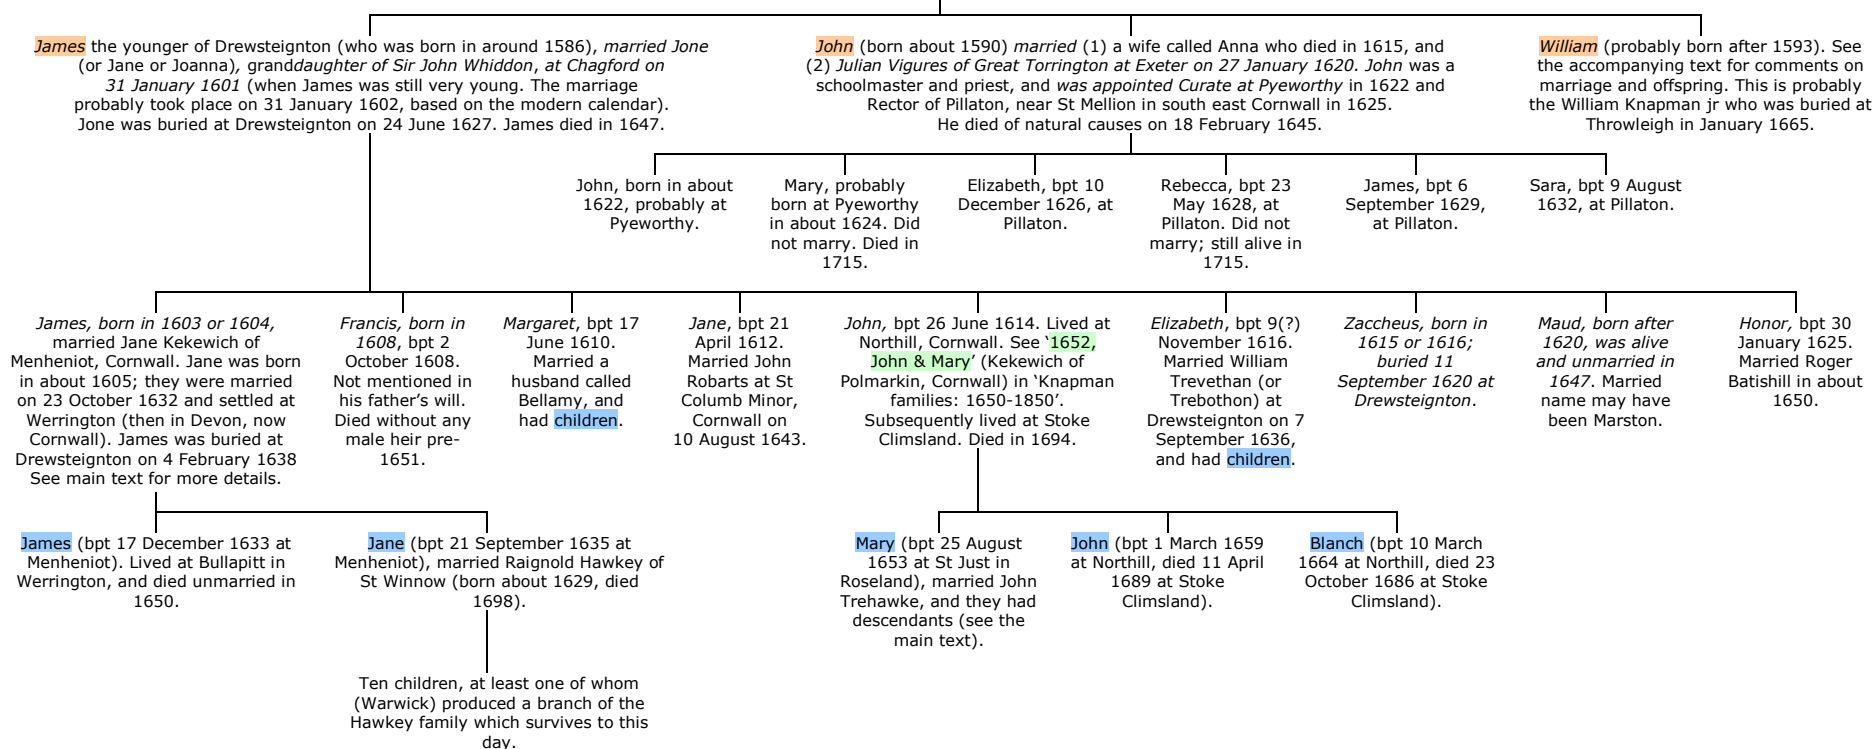 James the younger of Drewsteignton (who was born in around 1586), married Jone
(or Jane or Joanna), granddaughter of Sir John Whiddon, at Chagford on
31 January 1601 (when James was still very young. The marriage
probably took place on 31 January 1602, based on the modern calendar).
Jone was buried at Drewsteignton on 24 June 1627. James died in 1647.
John (born about 1590) married (1) a wife called Anna who died in 1615, and
(2) Julian Vigures of Great Torrington at Exeter on 27 January 1620. John was a
schoolmaster and priest, and was appointed Curate at Pyeworthy in 1622 and
Rector of Pillaton, near St Mellion in south east Cornwall in 1625.
He died of natural causes on 18 February 1645.
William (probably born after 1593). See
the accompanying text for comments on
marriage and offspring. This is probably
the William Knapman jr who was buried at
Throwleigh in January 1665.
John, born in about
1622, probably at
Pyeworthy.
Mary, probably
born at Pyeworthy
in about 1624. Did
not marry. Died in
1715.
Elizabeth, bpt 10
December 1626, at
Pillaton.
Rebecca, bpt 23
May 1628, at
Pillaton. Did not
marry; still alive in
1715.
James, bpt 6
September 1629,
at Pillaton.
Sara, bpt 9 August
1632, at Pillaton.
James, born in 1603 or 1604,
married Jane Kekewich of
Menheniot, Cornwall. Jane was born
in about 1605; they were married
on 23 October 1632 and settled at
Werrington (then in Devon, now
Cornwall). James was buried at
Drewsteignton on 4 February 1638
See main text for more details.
Francis, born in
1608, bpt 2
October 1608.
Not mentioned in
his father's will.
Died without any
male heir pre-
1651.
Margaret, bpt 17
June 1610.
Married a
husband called
Bellamy, and
had children.
Jane, bpt 21
April 1612.
Married John
Robarts at St
Columb Minor,
Cornwall on
10 August 1643.
John, bpt 26 June 1614. Lived at
Northill, Cornwall. See '1652,
John & Mary' (Kekewich of
Polmarkin, Cornwall) in 'Knapman
families: 1650-1850'.
Subsequently lived at Stoke
Climsland. Died in 1694.
Elizabeth, bpt 9(?)
November 1616.
Married William
Trevethan (or
Trebothon) at
Drewsteignton on 7
September 1636,
and had children.
Zaccheus, born in
1615 or 1616;
buried 11
September 1620 at
Drewsteignton.
Maud, born after
1620, was alive
and unmarried in
1647. Married
name may have
been Marston.
Honor, bpt 30
January 1625.
Married Roger
Batishill in about
1650.
James (bpt 17 December 1633 at
Menheniot). Lived at Bullapitt in
Werrington, and died unmarried in
1650.
Jane (bpt 21 September 1635 at
Menheniot), married Raignold Hawkey of
St Winnow (born about 1629, died
1698).
Mary (bpt 25 August
1653 at St Just in
Roseland), married John
Trehawke, and they had
descendants (see the
main text).
John (bpt 1 March 1659
at Northill, died 11 April
1689 at Stoke
Climsland).
Blanch (bpt 10 March
1664 at Northill, died 23
October 1686 at Stoke
Climsland).
Ten children, at least one of whom
(Warwick) produced a branch of the
Hawkey family which survives to this
day.